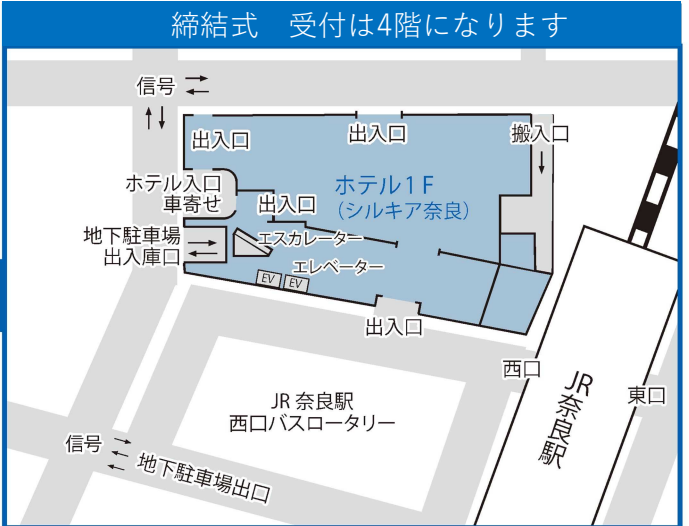 締結式　受付は4階になります
信号
出入口
出入口
搬入口
ホテル入口
車寄せ
出入口
ホテル1F
(シルキア奈良)
地下駐車場
出入庫口
エスカレーター
エレベーター
EV
EV
出入口
西口
JR奈良駅
東口
JR 奈良駅
西口バスロータリー
信号
地下駐車場出口